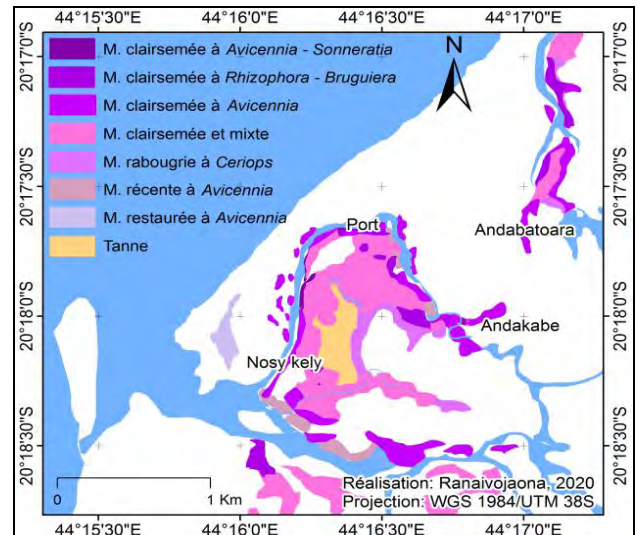 44°15'30"E 44°16'0"E 44°16'30"E 44°17'0"E
20°17'0"S
20°17'30"S
20°18'0"S
20°18'30"S
M. clairsemée à Avicennia - Sonneratia
M. clairsemée à Rhizophora - Bruguiera
M. clairsemée à Avicennia
M. clairsemée et mixte
M. rabougrie à Ceriops
M. récente à Avicennia
M. restaurée à Avicennia
Tanne
N
Port
Andabatoara
Andakabe
Nosy kely
0 1 Km
Réalisation: Ranaivojaona, 2020
Projection: WGS 1984/UTM 38S
20°17'0"S
20°17'30"S
20°18'0"S
20°18'30"S
44°15'30"E 44°16'0"E 44°16'30"E 44°17'0"E